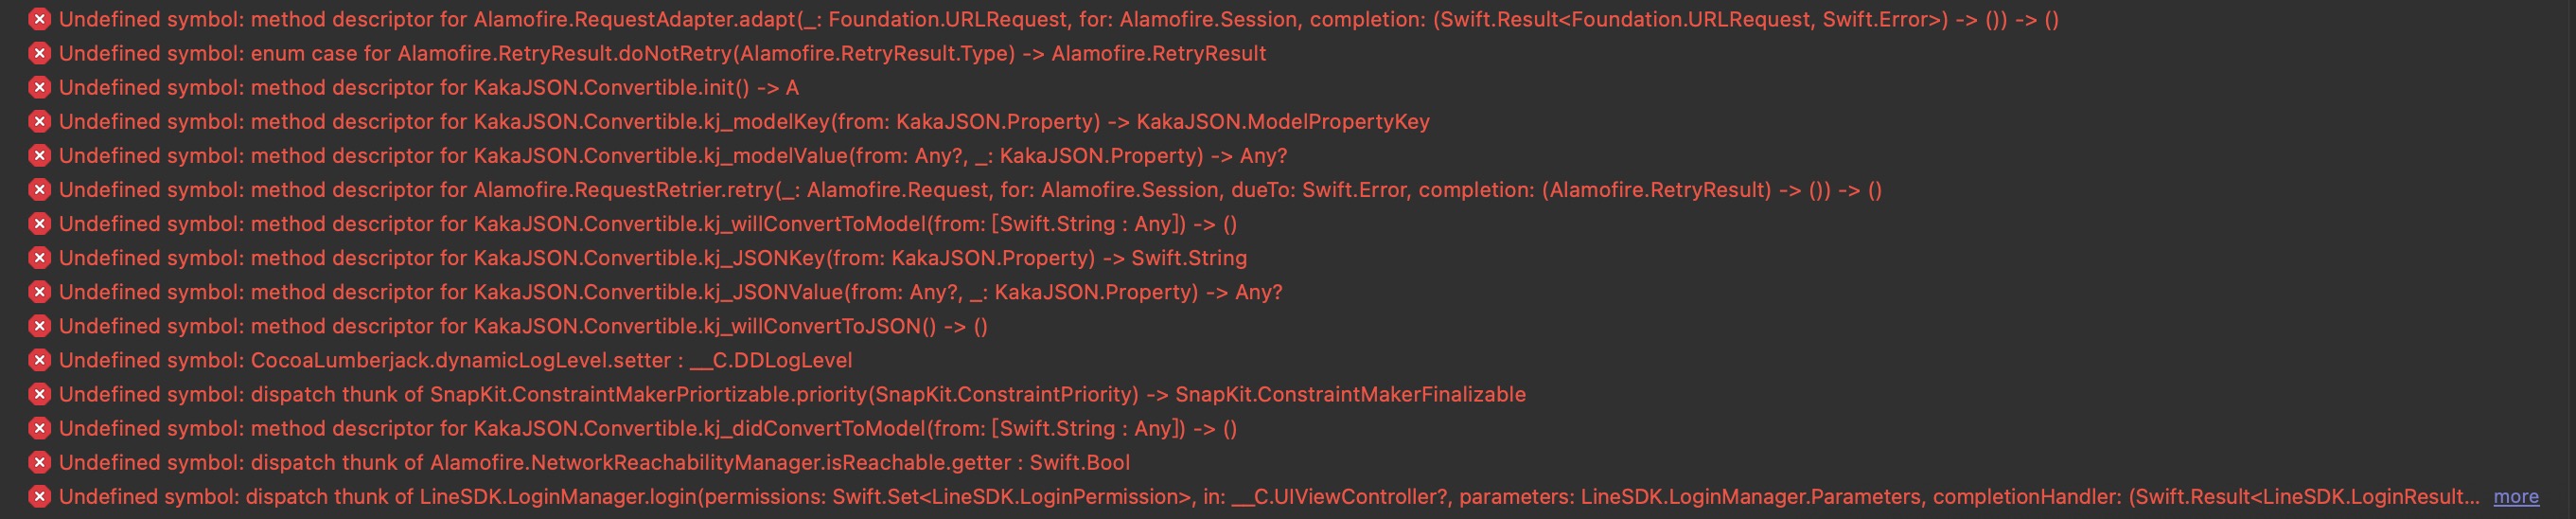 Undefined symbol: method descriptor for Alamofire.RequestAdapter.adapt(_: Foundation.URLRequest, for: Alamofire.Session, completion: (Swift.Result<Foundation.URLRequest, Swift.Error>) -> ()) -> ()
Undefined symbol: enum case for Alamofire.RetryResult.doNotRetry(Alamofire.RetryResult.Type) -> Alamofire.RetryResult
Undefined symbol: method descriptor for KakaJSON.Convertible.init() -> A
Undefined symbol: method descriptor for KakaJSON.Convertible.kj_modelKey(from: KakaJSON.Property) -> KakaJSON.ModelPropertyKey
Undefined symbol: method descriptor for KakaJSON.Convertible.kj_modelValue(from: Any?, _: KakaJSON.Property) -> Any?
Undefined symbol: method descriptor for Alamofire.RequestRetrier.retry(_: Alamofire.Request, for: Alamofire.Session, dueTo: Swift.Error, completion: (Alamofire.RetryResult) -> ()) -> ()
Undefined symbol: method descriptor for KakaJSON.Convertible.kj_willConvertToModel(from: [Swift.String : Any]) -> ()
Undefined symbol: method descriptor for KakaJSON.Convertible.kj_JSONKey(from: KakaJSON.Property) -> Swift.String
Undefined symbol: method descriptor for KakaJSON.Convertible.kj_JSONValue(from: Any?, _: KakaJSON.Property) -> Any?
Undefined symbol: method descriptor for KakaJSON.Convertible.kj_willConvertToJSON() -> ()
Undefined symbol: CocoaLumberjack.dynamicLogLevel.setter : __C.DDLogLevel
Undefined symbol: dispatch thunk of SnapKit.ConstraintMakerPriortizable.priority(SnapKit.ConstraintPriority) -> SnapKit.ConstraintMakerFinalizable
Undefined symbol: method descriptor for KakaJSON.Convertible.kj_didConvertToModel(from: [Swift.String : Any]) -> ()
Undefined symbol: dispatch thunk of Alamofire.NetworkReachabilityManager.isReachable.getter : Swift.Bool
Undefined symbol: dispatch thunk of LineSDK.LoginManager.login(permissions: Swift.Set<LineSDK.LoginPermission>, in: __C.UIViewController?, parameters: LineSDK.LoginManager.Parameters, completionHandler: (Swift.Result<LineSDK.LoginResult... more